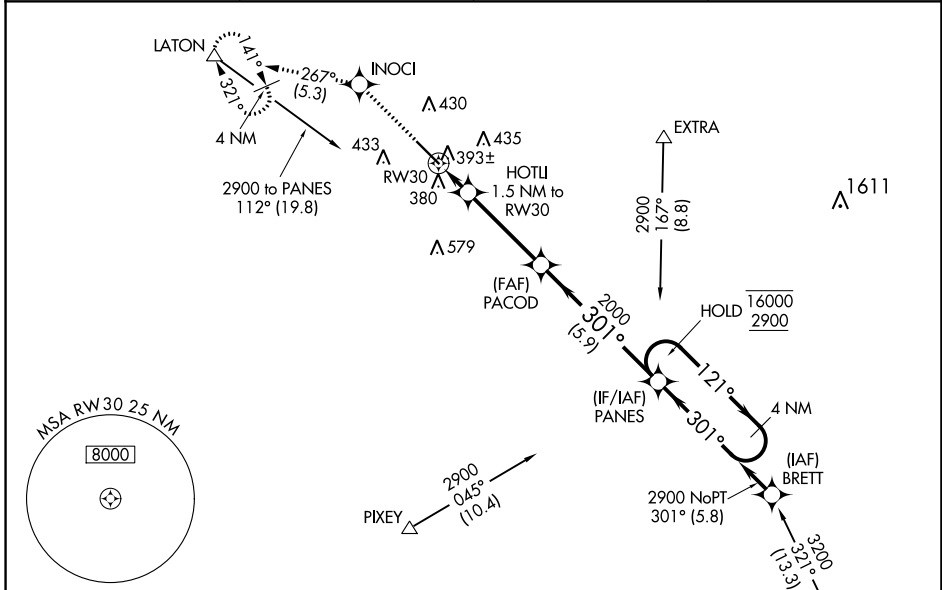 LATON
141°
321°
4 NM
267°
(5.3)
INOCI
430
435
433
393±
RW30
380
HOTLI
1.5 NM to
RW30
579
2900 to PANES
112° (19.8)
EXTRA
2900
167°
(8.8)
1611
(FAF)
PACOD
2000
301°
(5.9)
HOLD
16000
2900
121°
301°
4 NM
(IF/IAF)
PANES
(IAF)
BRETT
2900 NoPT
301° (5.8)
3200
321°
(13.3)
PIXEY
2900
045°
(10.4)
MSA RW30 25 NM
8000